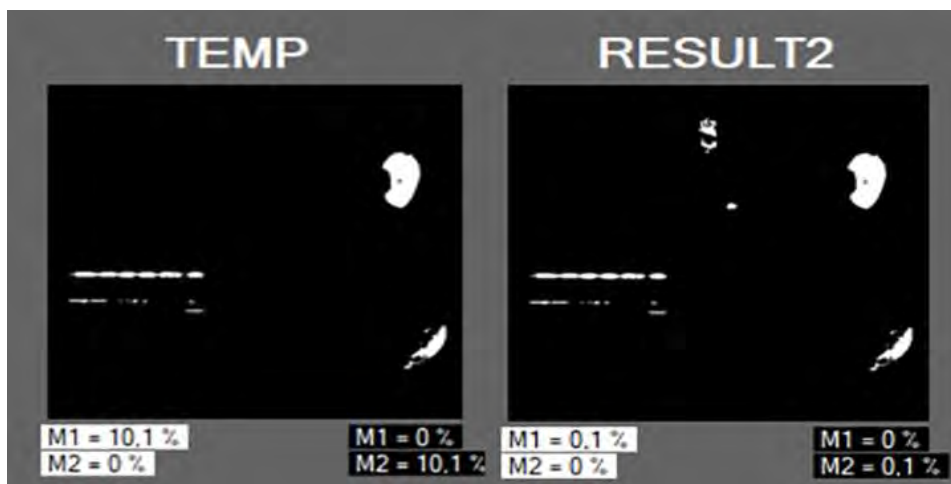 TEMP
RESULT2
M1 = 10,1 %
M2 = 0 %
M1 = 0 %
M2 = 10,1 %
M1 = 0,1 %
M2 = 0 %
M1 = 0 %
M2 = 0,1 %